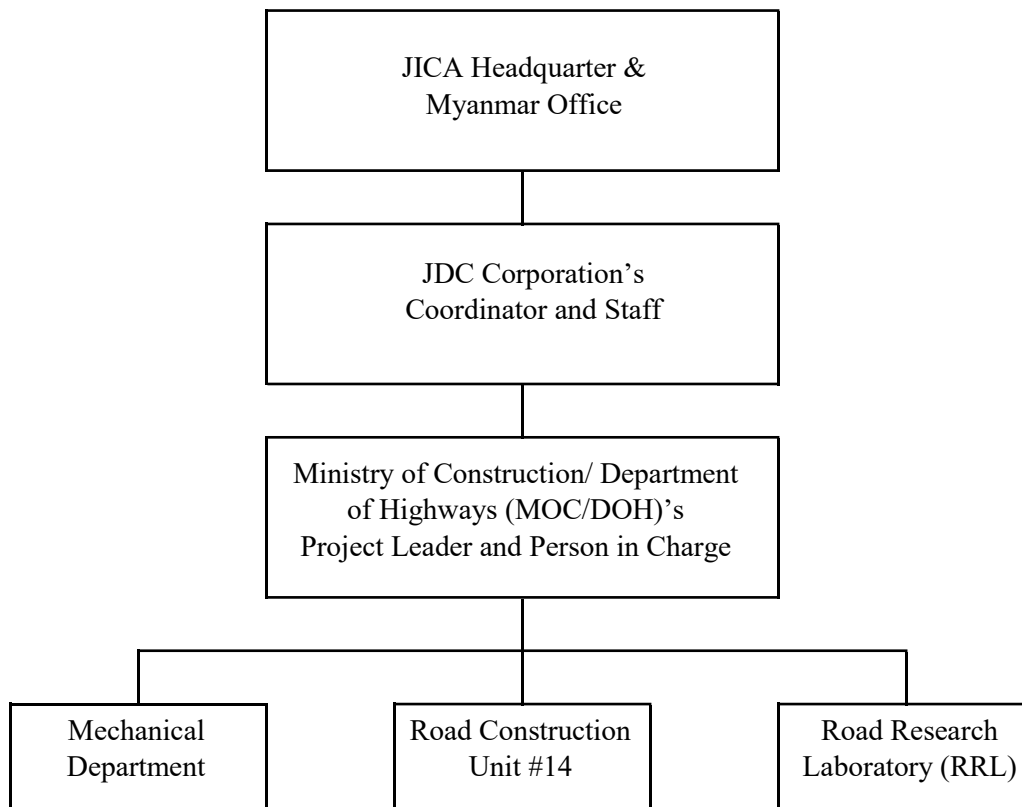 JICA Headquarter &
Myanmar Office
JDC Corporation’s
Coordinator and Staff
Ministry of Construction/ Department
of Highways (MOC/DOH)’s
Project Leader and Person in Charge
Mechanical
Department
Road Construction
Unit #14
Road Research
Laboratory (RRL)